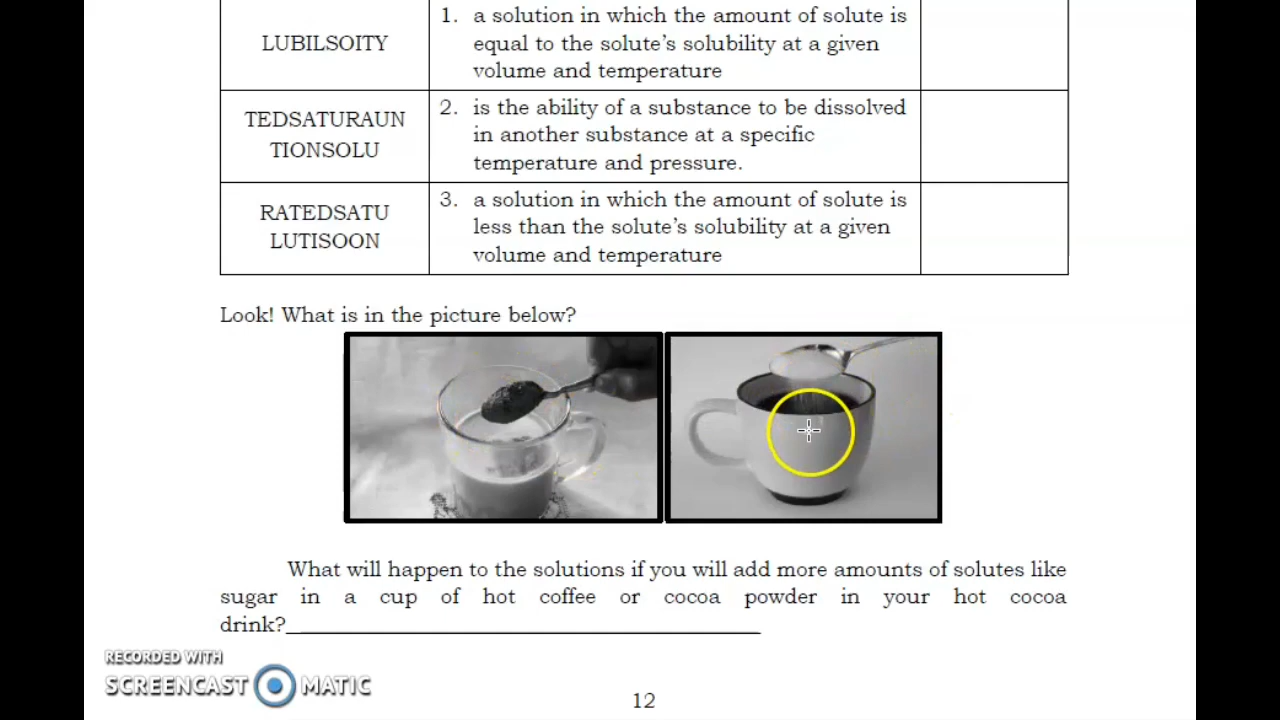 LUBILSOITY
1. a solution in which the amount of solute is
equal to the solute's solubility at a given
volume and temperature
TEDSATURAUN
TIONSOLU
2. is the ability of a substance to be dissolved
in another substance at a specific
temperature and pressure.
RATEDSATU
LUTISOON
3. a solution in which the amount of solute is
less than the solute's solubility at a given
volume and temperature
Look! What is in the picture below?
What will happen to the solutions if you will add more amounts of solutes like
sugar in a cup of hot coffee or cocoa powder in your hot cocoa
drink?
RECORDED WITH
SCREENCAST MATIC
12